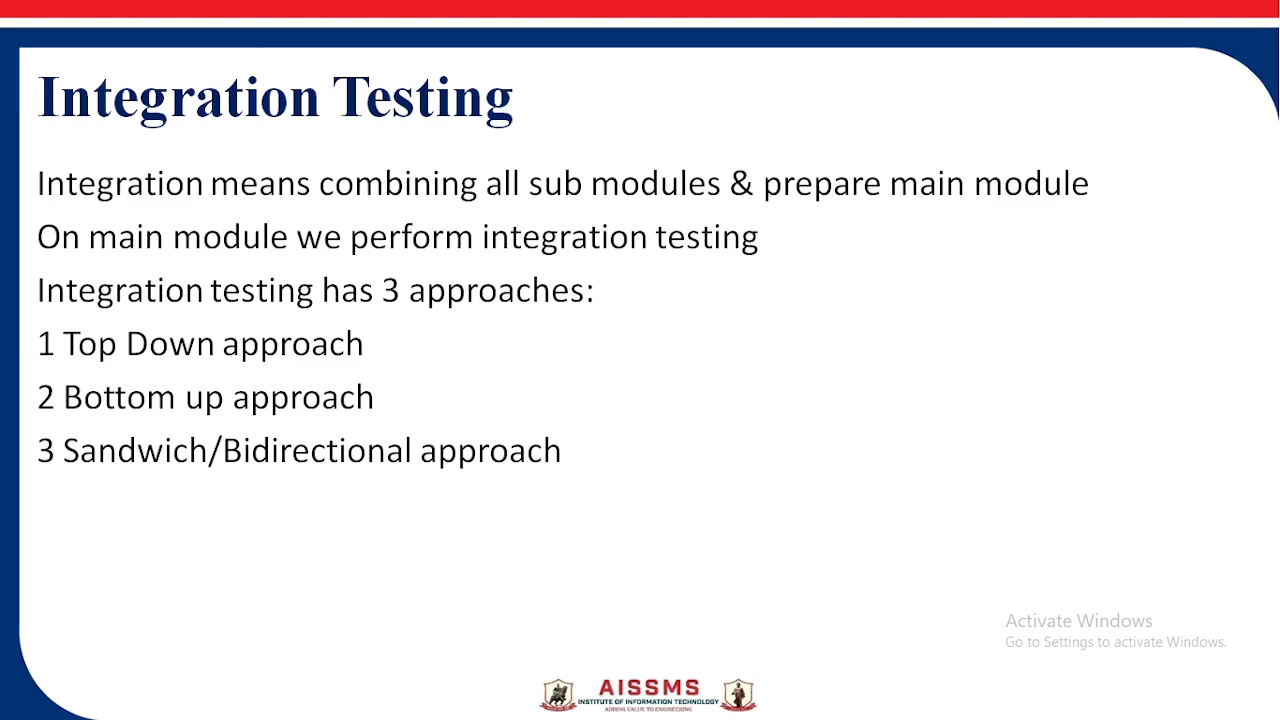 Integration Testing
Integration means combining all sub modules & prepare main module
On main module we perform integration testing
Integration testing has 3 approaches:
1 Top Down approach
2 Bottom up approach
3 Sandwich/Bidirectional approach
Activate Windows
Go to Settings to activate Windows.
AISSMS
INSTITUTE OF INFORMATION TECHNOLOGY
ADDING VALUE TO ENGINEERING